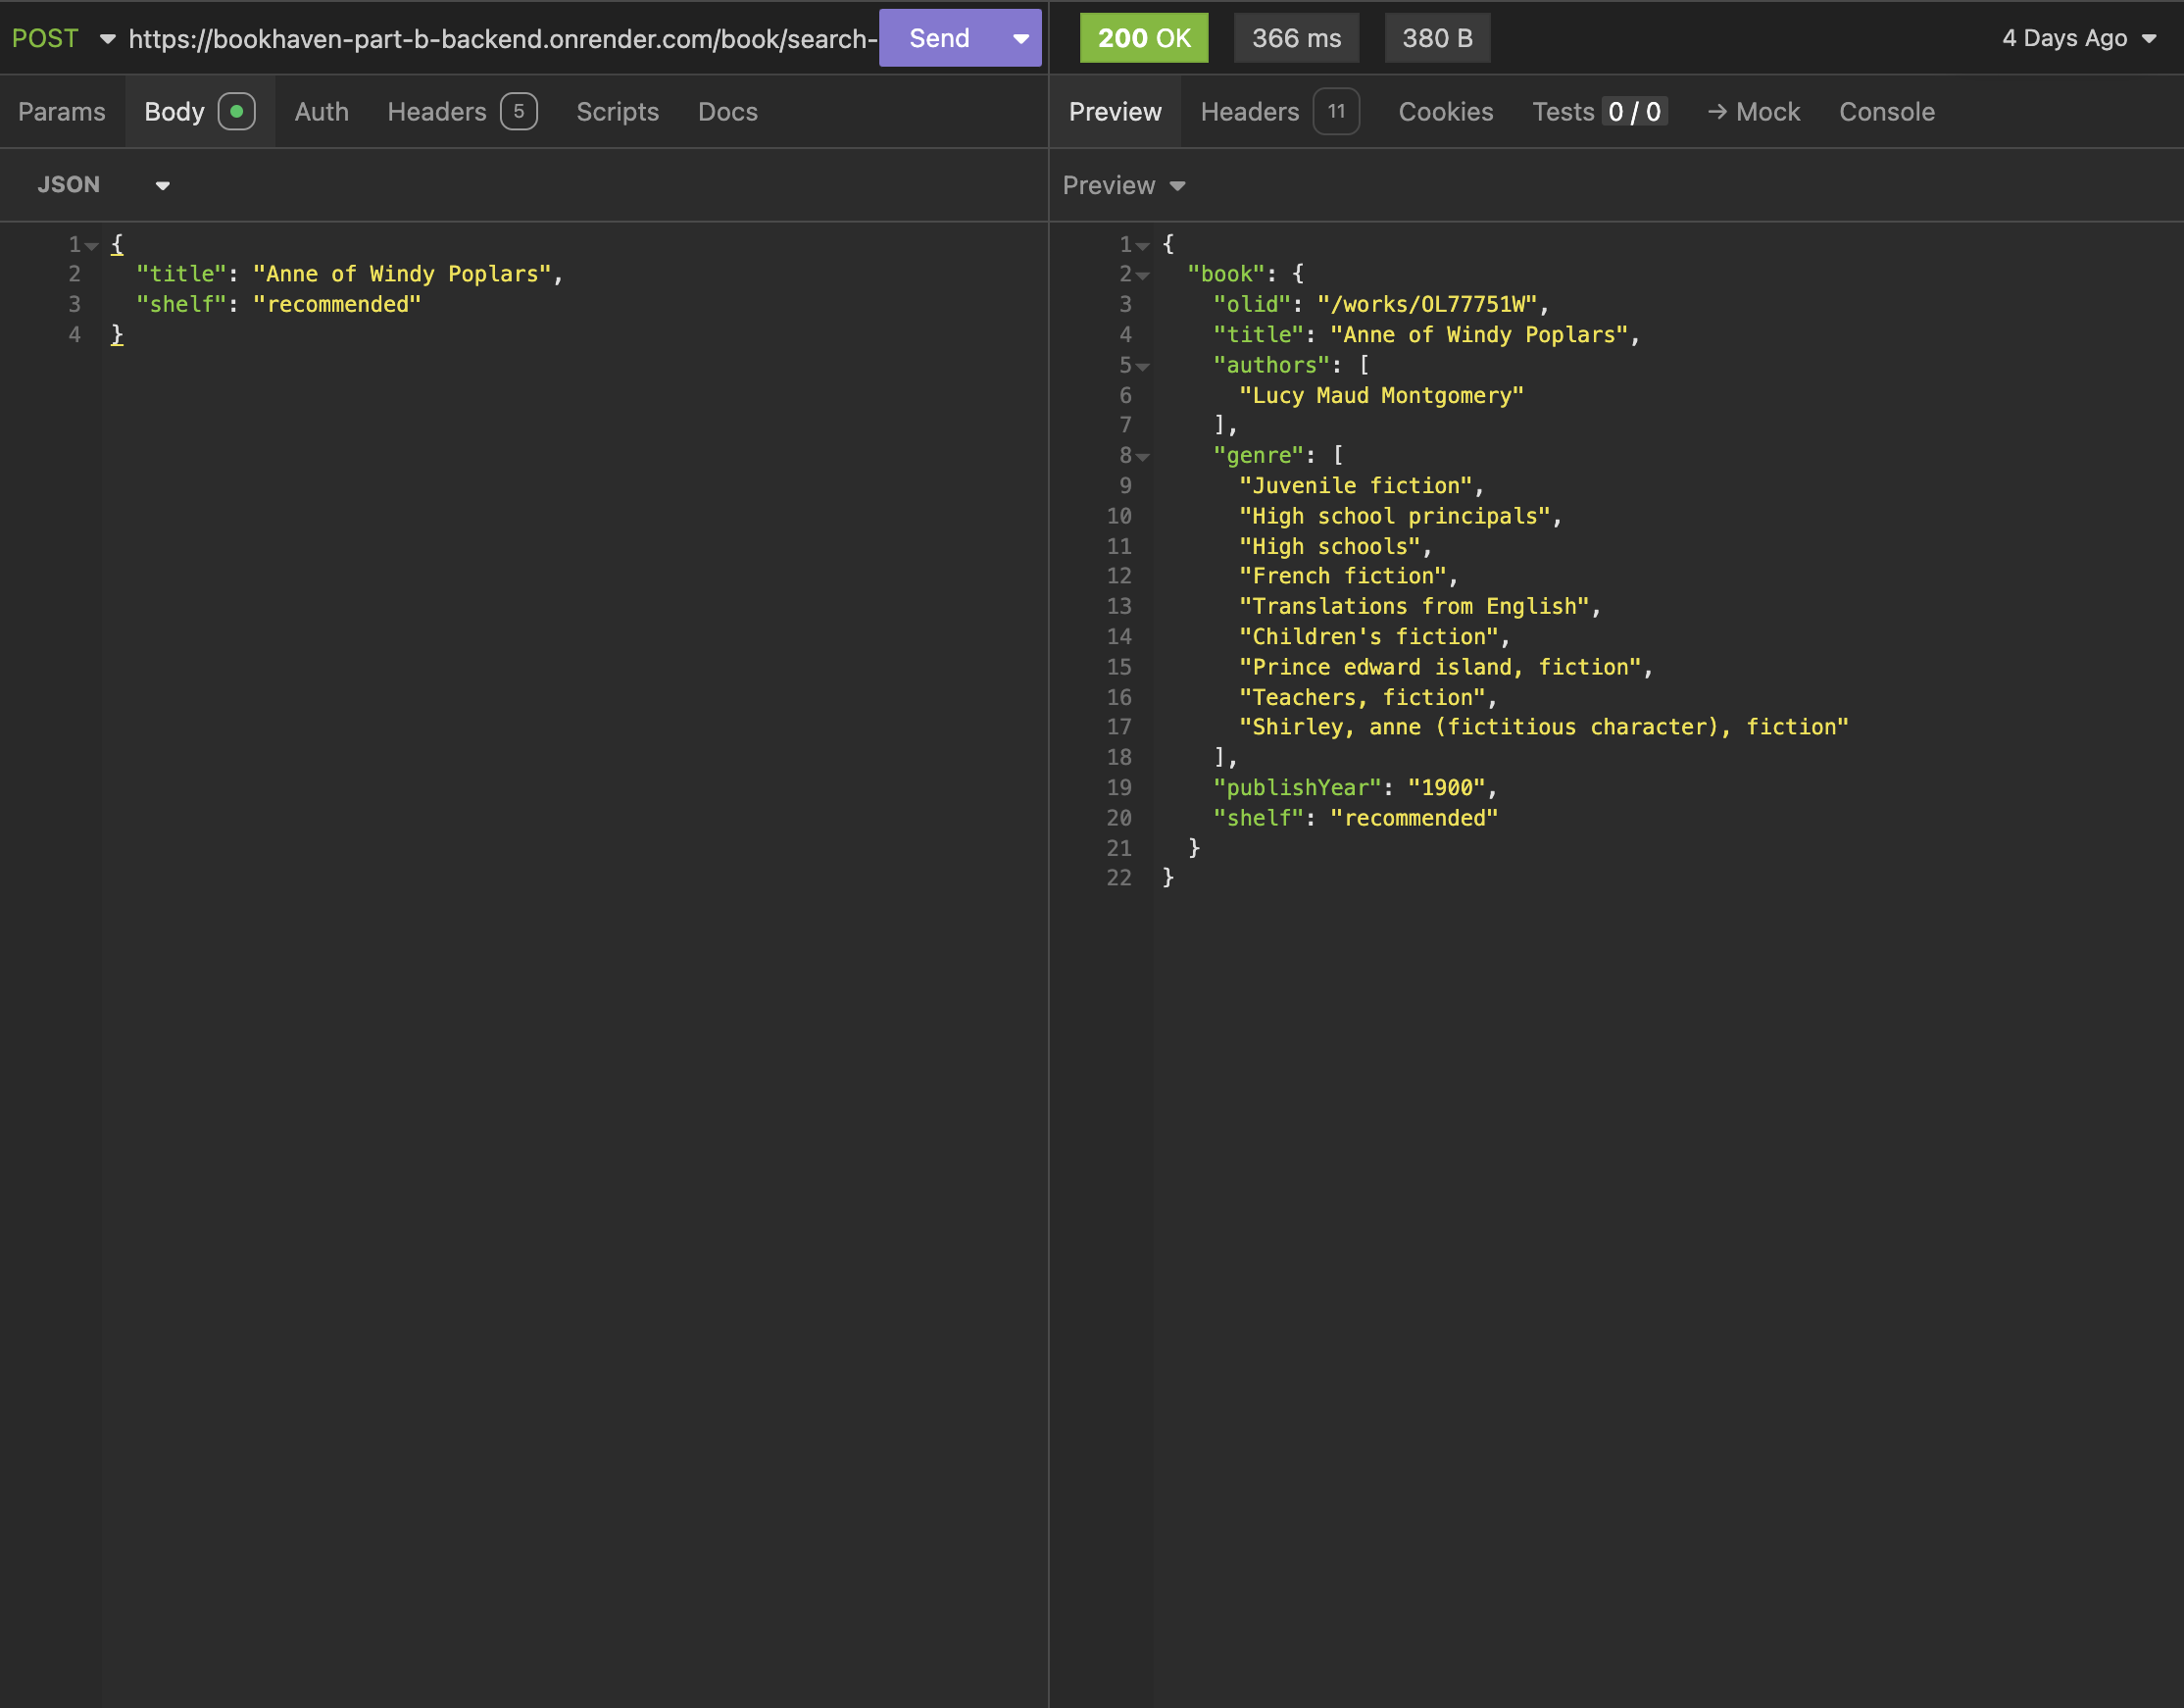 POST https://bookhaven-part-b-backend.onrender.com/book/search- Send
200 OK 366 ms 380 B 4 Days Ago
Params Body Auth Headers 5 Scripts Docs
Preview Headers 11 Cookies Tests 0 / 0 → Mock Console
JSON
Preview
1 {
2 "title": "Anne of Windy Poplars",
3 "shelf": "recommended"
4 }
1 {
2 "book": {
3 "olid": "/works/OL77751W",
4 "title": "Anne of Windy Poplars",
5 "authors": [
6 "Lucy Maud Montgomery"
7 ],
8 "genre": [
9 "Juvenile fiction",
10 "High school principals",
11 "High schools",
12 "French fiction",
13 "Translations from English",
14 "Children's fiction",
15 "Prince edward island, fiction",
16 "Teachers, fiction",
17 "Shirley, anne (fictitious character), fiction"
18 ],
19 "publishYear": "1900",
20 "shelf": "recommended"
21 }
22 }